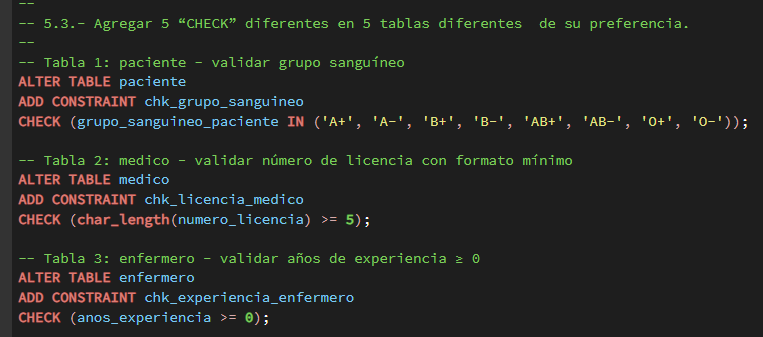 --
-- 5.3.- Agregar 5 “CHECK” diferentes en 5 tablas diferentes  de su preferencia.
--
-- Tabla 1: paciente - validar grupo sanguíneo
ALTER TABLE paciente
ADD CONSTRAINT chk_grupo_sanguineo
CHECK (grupo_sanguineo_paciente IN ('A+', 'A-', 'B+', 'B-', 'AB+', 'AB-', 'O+', 'O-'));

-- Tabla 2: medico - validar número de licencia con formato mínimo
ALTER TABLE medico
ADD CONSTRAINT chk_licencia_medico
CHECK (char_length(numero_licencia) >= 5);

-- Tabla 3: enfermero - validar años de experiencia ≥ 0
ALTER TABLE enfermero
ADD CONSTRAINT chk_experiencia_enfermero
CHECK (anos_experiencia >= 0);